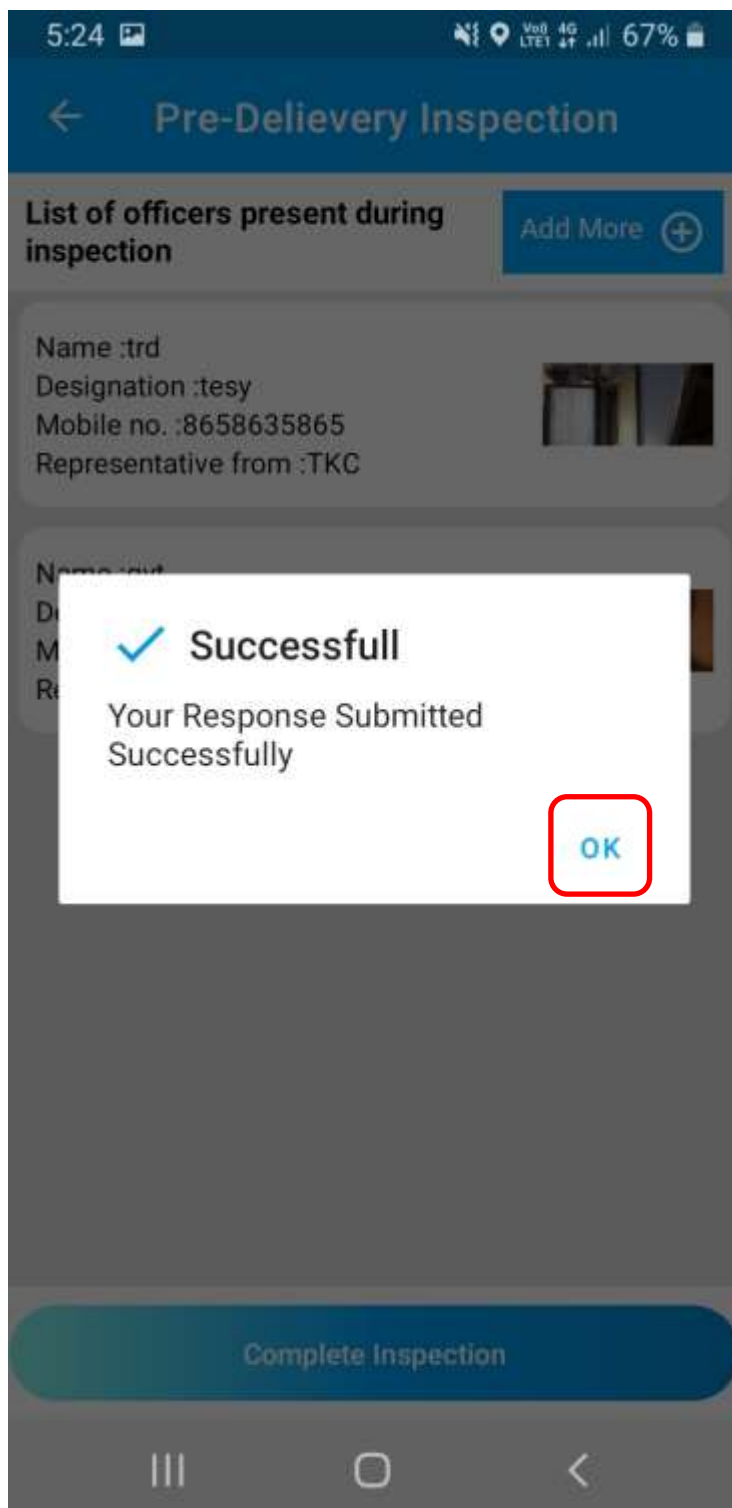 5:24 67%
Pre-Delievery Inspection
List of officers present during
inspection
Add More
Name :trd
Designation :tesy
Mobile no. :8658635865
Representative from :TKC
Successfull
Your Response Submitted
Successfully
OK
Complete Inspection